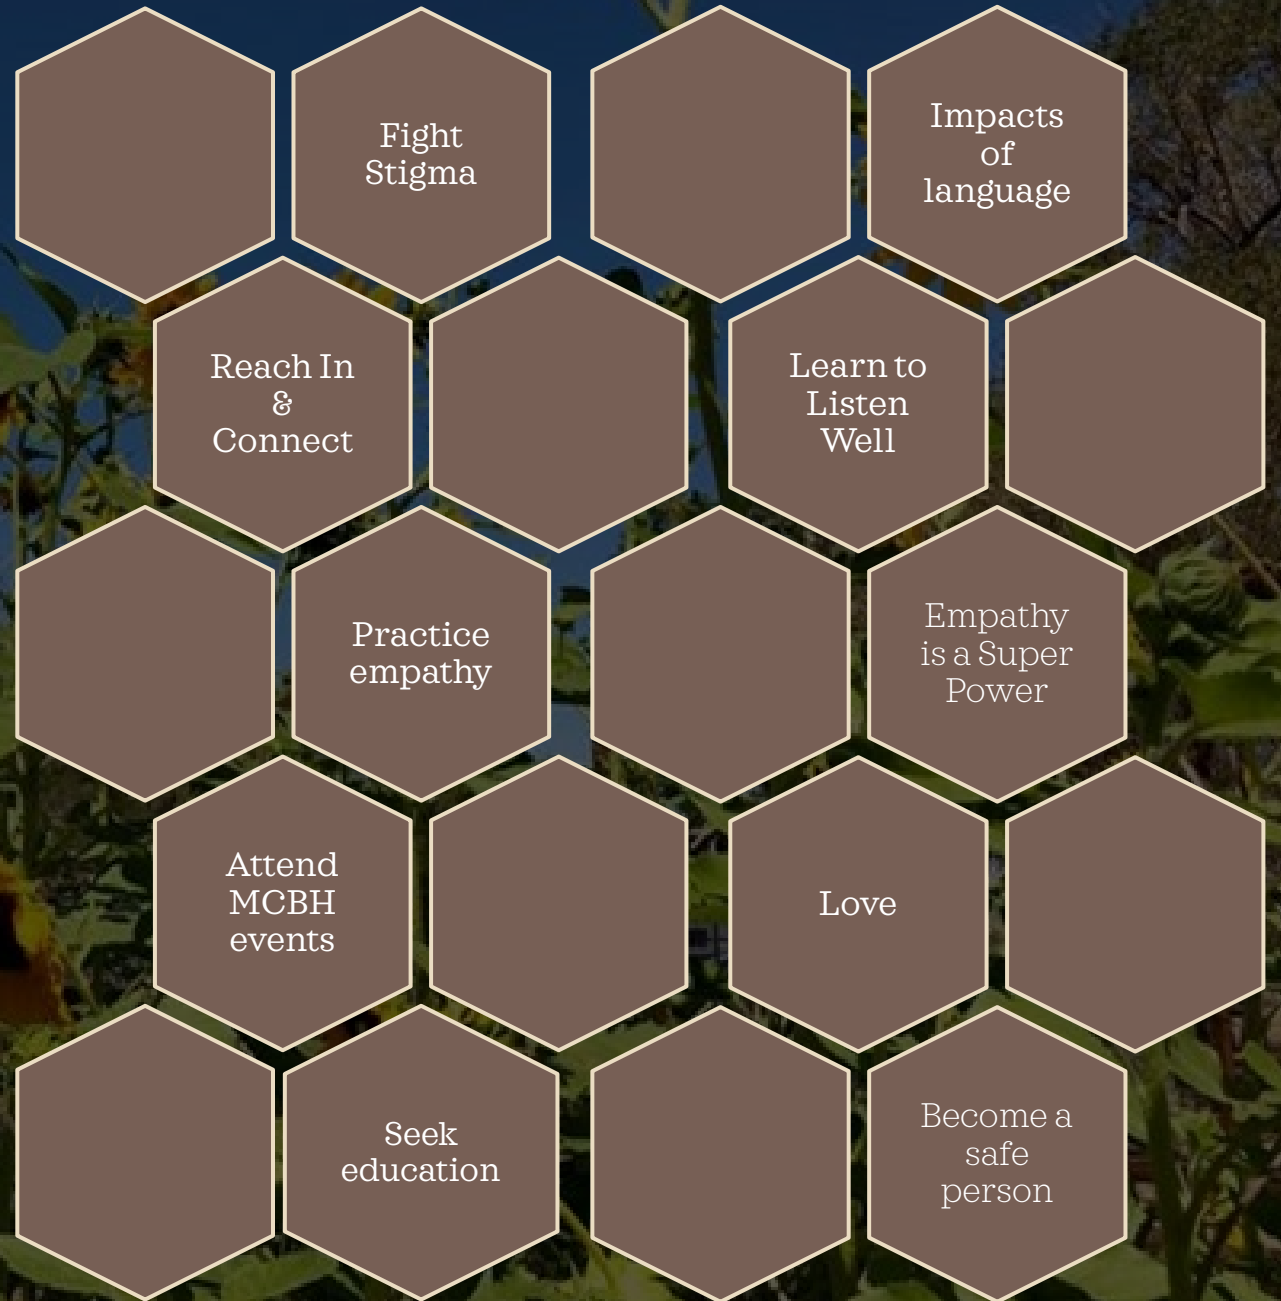 Fight
Stigma
Impacts
of
language
Reach In
&
Connect
Learn to
Listen
Well
Practice
empathy
Empathy
is a Super
Power
Attend
MCBH
events
Love
Seek
education
Become a
safe
person